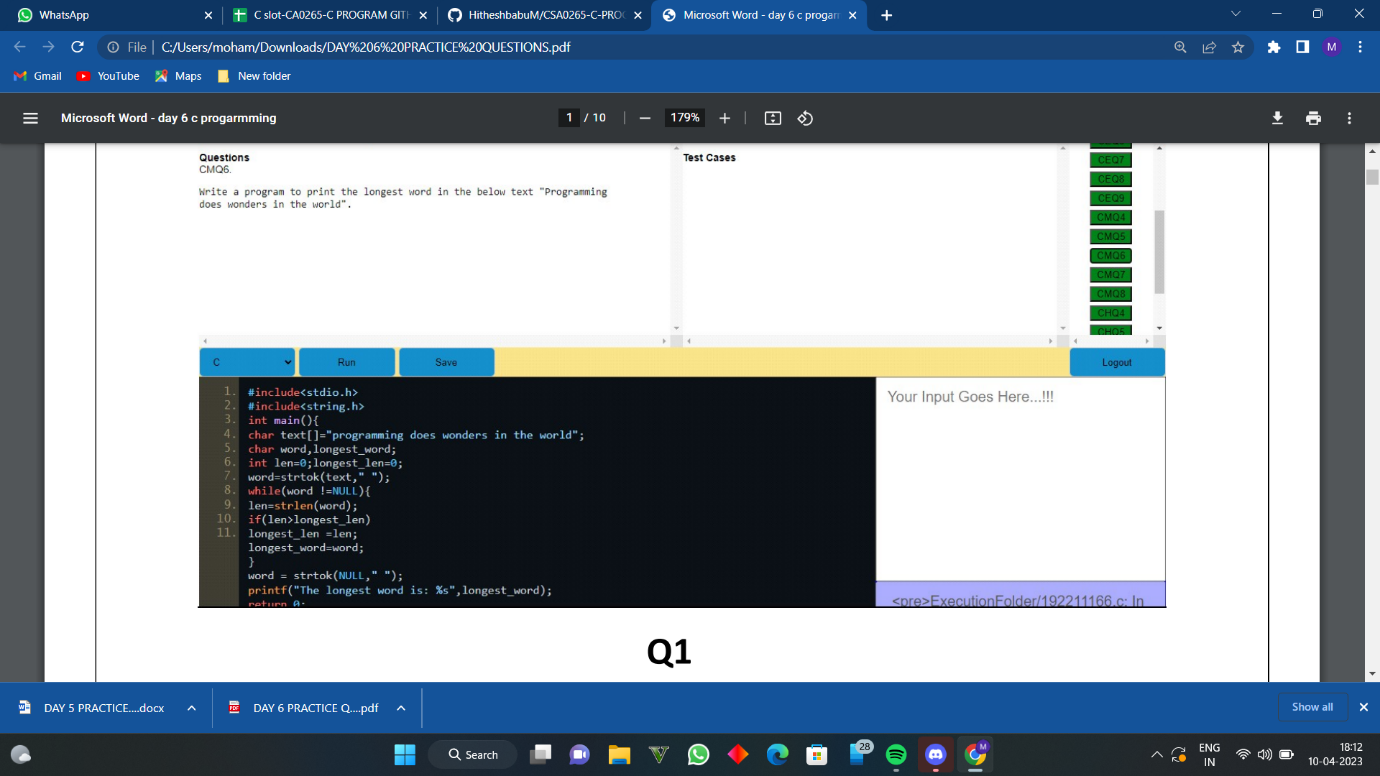 WhatsApp
C slot-CA0265-C PROGRAM GITH
HitheshbabuM/CSA0265-C-PROG
Microsoft Word - day 6 c progarm
File
C:/Users/moham/Downloads/DAY%206%20PRACTICE%20QUESTIONS.pdf
M
Gmail
YouTube
Maps
New folder
Microsoft Word - day 6 c progarmming
1 / 10
179%
Questions
CMQ6.
Write a program to print the longest word in the below text "Programming
does wonders in the world".
Test Cases
CEQ7
CEQ8
CEQ9
CMQ4
CMQ5
CMQ6
CMQ7
CMQ8
CHQ4
CHQ5
C
Run
Save
Logout
1. #include<stdio.h>
2. #include<string.h>
3. int main(){
4. char text[]="programming does wonders in the world";
5. char word,longest_word;
6. int len=0;longest_len=0;
7. word=strtok(text," ");
8. while(word !=NULL){
9. len=strlen(word);
10. if(len>longest_len)
11. longest_len =len;
longest_word=word;
}
word = strtok(NULL," ");
printf("The longest word is: %s",longest_word);
return 0;
Your Input Goes Here...!!!
<pre>ExecutionFolder/192211166.c: In
Q1
DAY 5 PRACTICE....docx
PDF
DAY 6 PRACTICE Q....pdf
Show all
Search
28
M
ENG
IN
18:12
10-04-2023